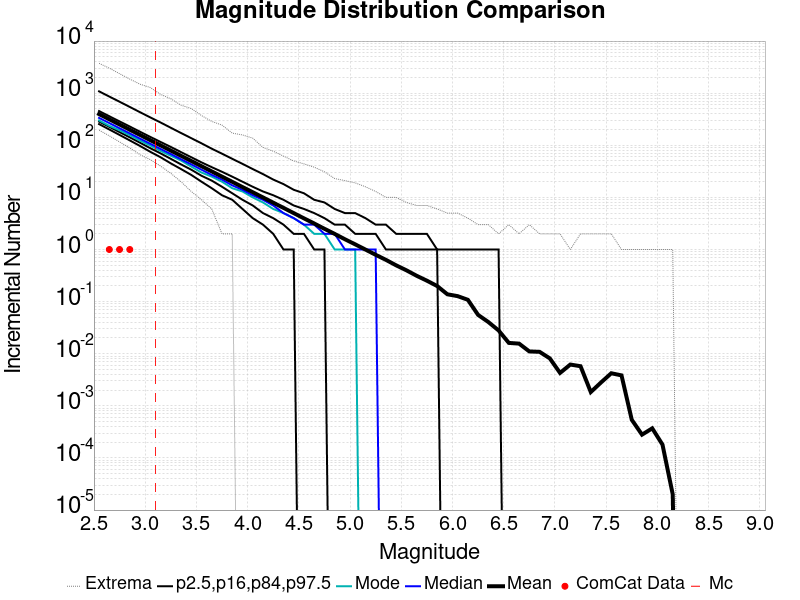 Magnitude Distribution Comparison
Incremental Number
10^4
10^3
10^2
10^1
10^0
10^-1
10^-2
10^-3
10^-4
10^-5
2.5 3.0 3.5 4.0 4.5 5.0 5.5 6.0 6.5 7.0 7.5 8.0 8.5 9.0
Magnitude
Extrema p2.5,p16,p84,p97.5 Mode Median Mean ComCat Data Mc